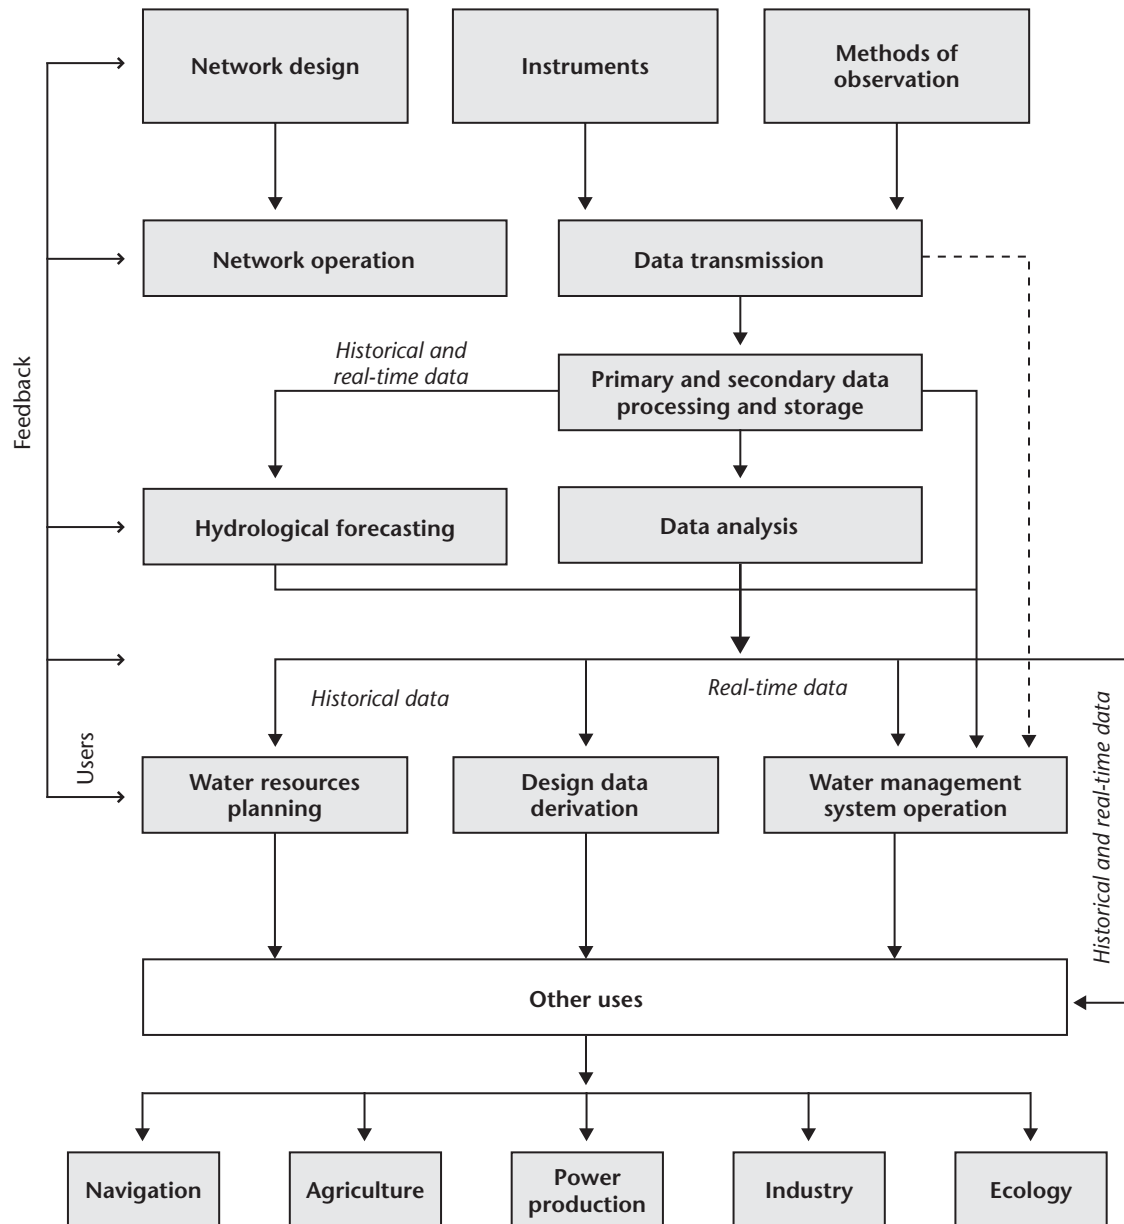 Network design
Instruments
Methods of
observation
Network operation
Data transmission
Feedback
Historical and
real-time data
Primary and secondary data
processing and storage
Hydrological forecasting
Data analysis
Historical data
Real-time data
Users
Historical and real-time data
Water resources
planning
Design data
derivation
Water management
system operation
Other uses
Navigation
Agriculture
Power
production
Industry
Ecology